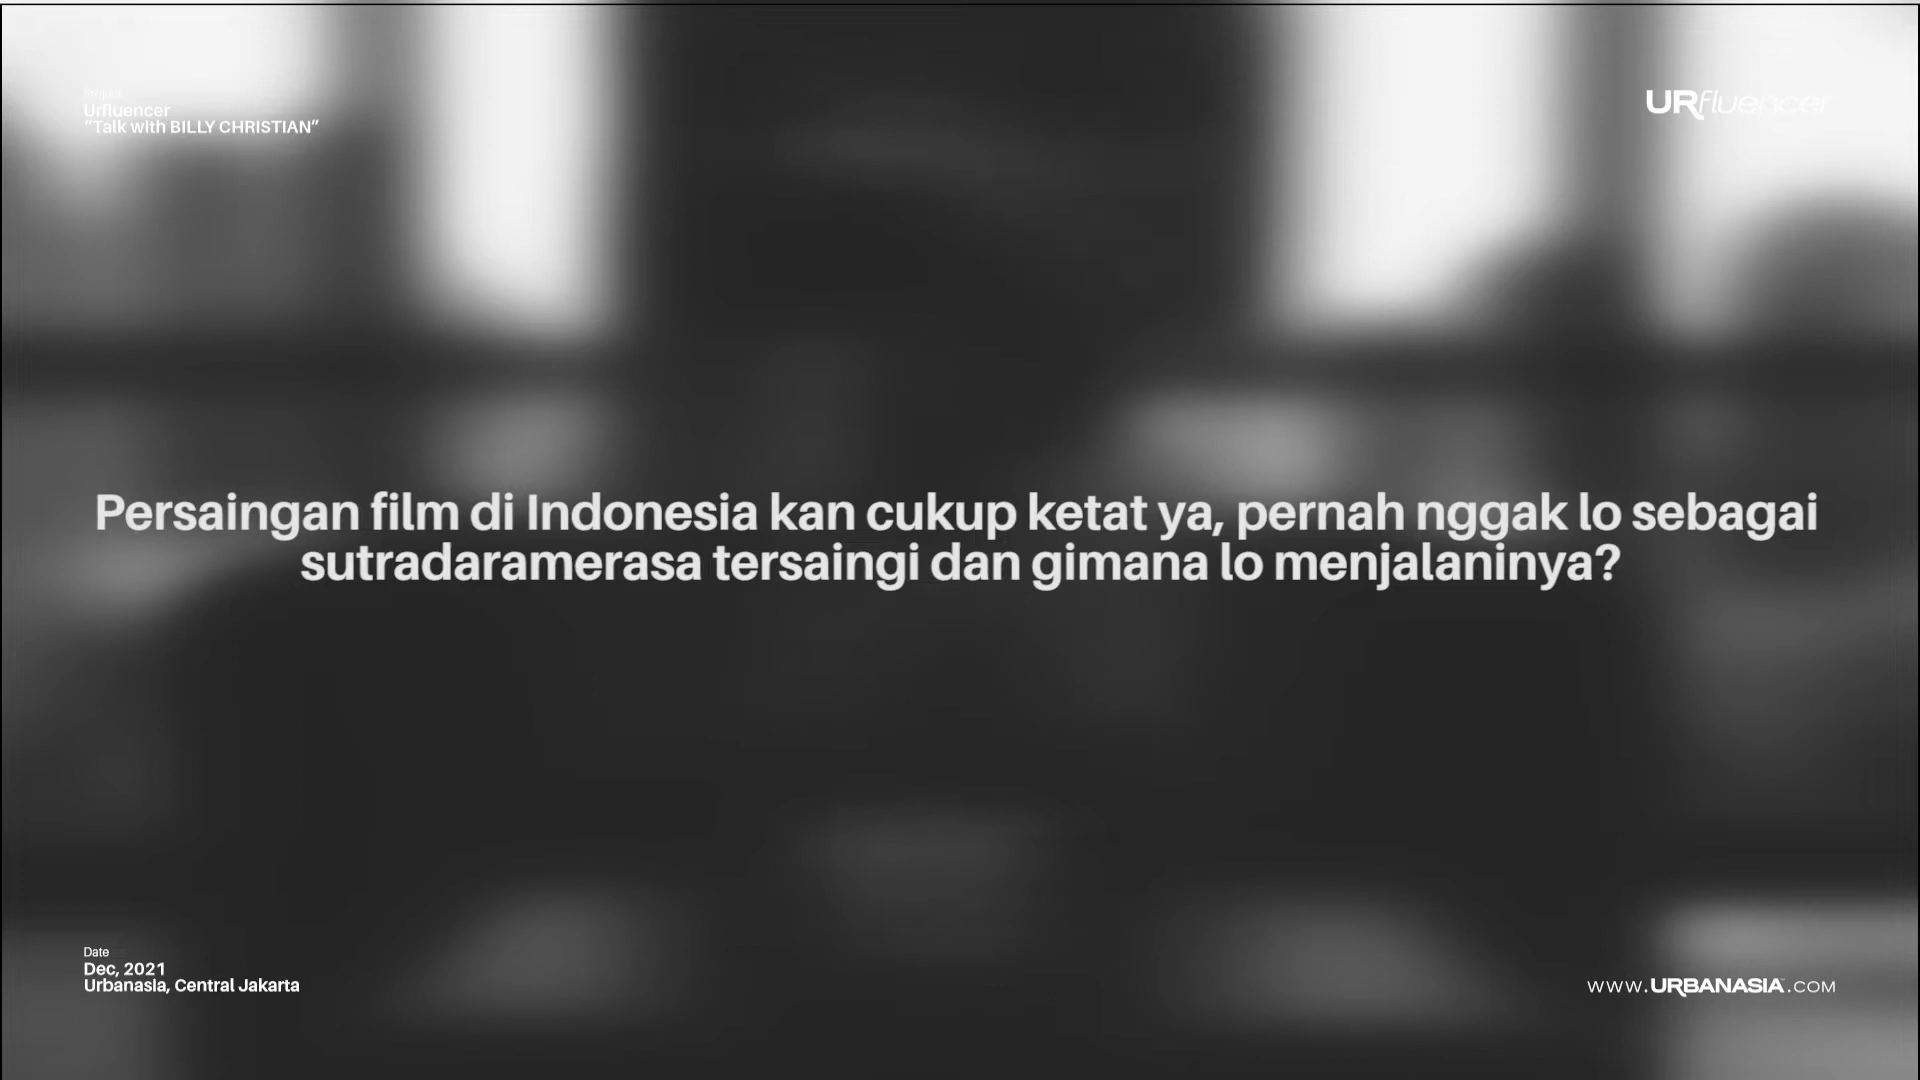 Project
Urfluencer
“Talk with BILLY CHRISTIAN”
URfluencer
Persaingan film di Indonesia kan cukup ketat ya, pernah nggak lo sebagai
sutradaramerasa tersaingi dan gimana lo menjalaninya?
Date
Dec, 2021
Urbanasia, Central Jakarta
WWW.URBANASIA.COM